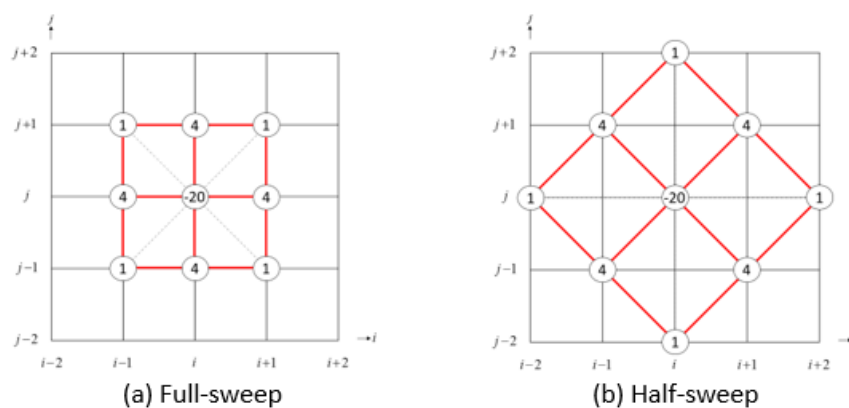 j
j+2
1 4 1
j+1
4 -20 4
j
1 4 1
j−1
j−2
→i
i−2 i−1 i i+1 i+2
(a) Full-sweep
j
j+2
1
j+1
4 4
j
1 -20 1
j−1
4 4
j−2
1
i−2 i−1 i i+1 i+2
(b) Half-sweep